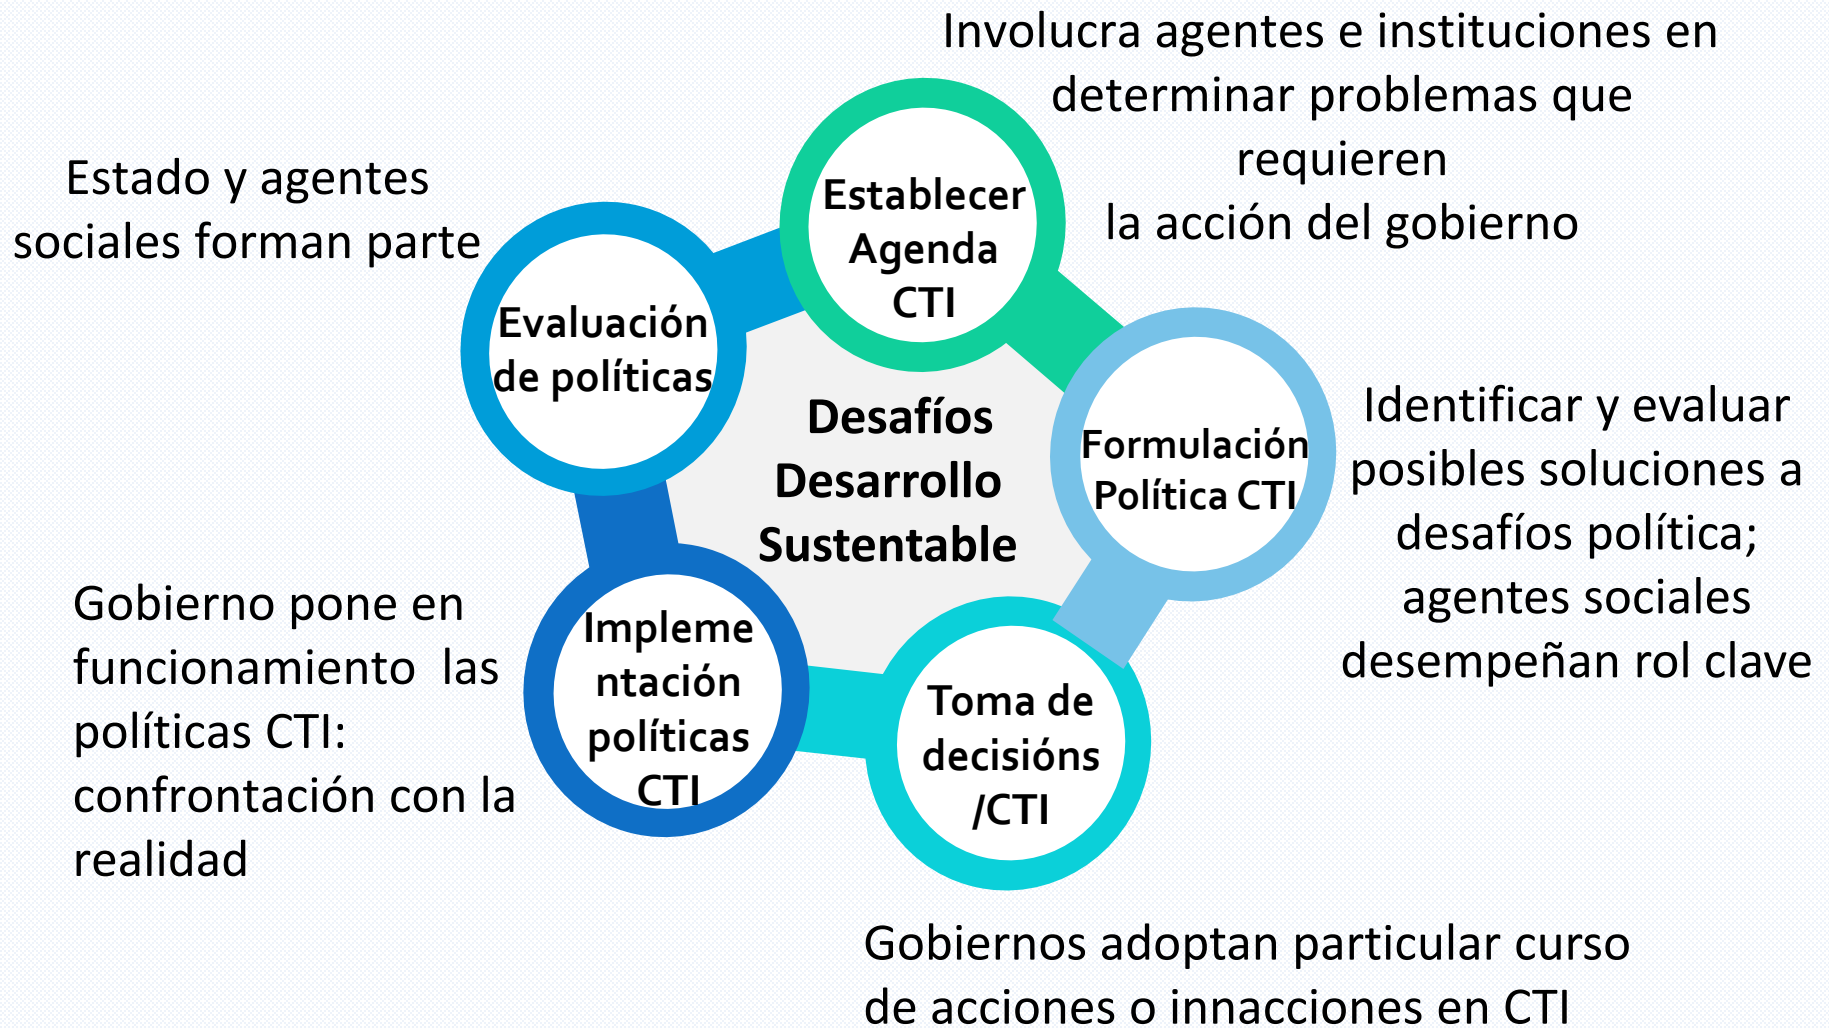 Involucra agentes e instituciones en
determinar problemas que
requieren
la acción del gobierno
Establecer
Agenda
CTI
Estado y agentes
sociales forman parte
Evaluación
de políticas
Desafíos
Desarrollo
Sustentable
Formulación
Política CTI
Identificar y evaluar
posibles soluciones a
desafíos política;
agentes sociales
desempeñan rol clave
Gobierno pone en
funcionamiento  las
políticas CTI:
confrontación con la
realidad
Impleme
ntación
políticas
CTI
Toma de
decisións
/CTI
Gobiernos adoptan particular curso
de acciones o innacciones en CTI